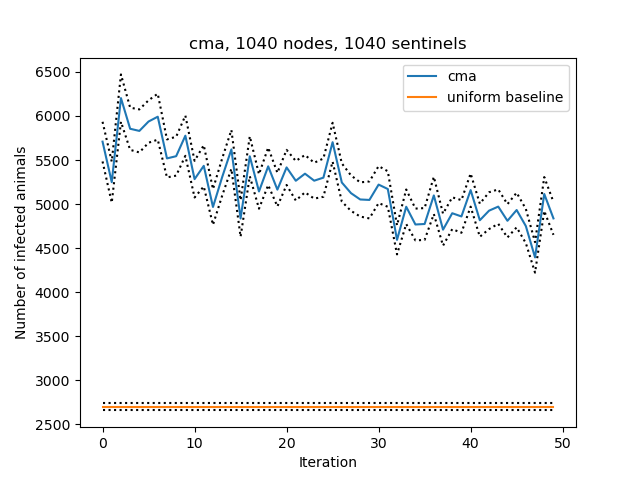 cma, 1040 nodes, 1040 sentinels
cma
uniform baseline
Number of infected animals
6500
6000
5500
5000
4500
4000
3500
3000
2500
0 10 20 30 40 50
Iteration